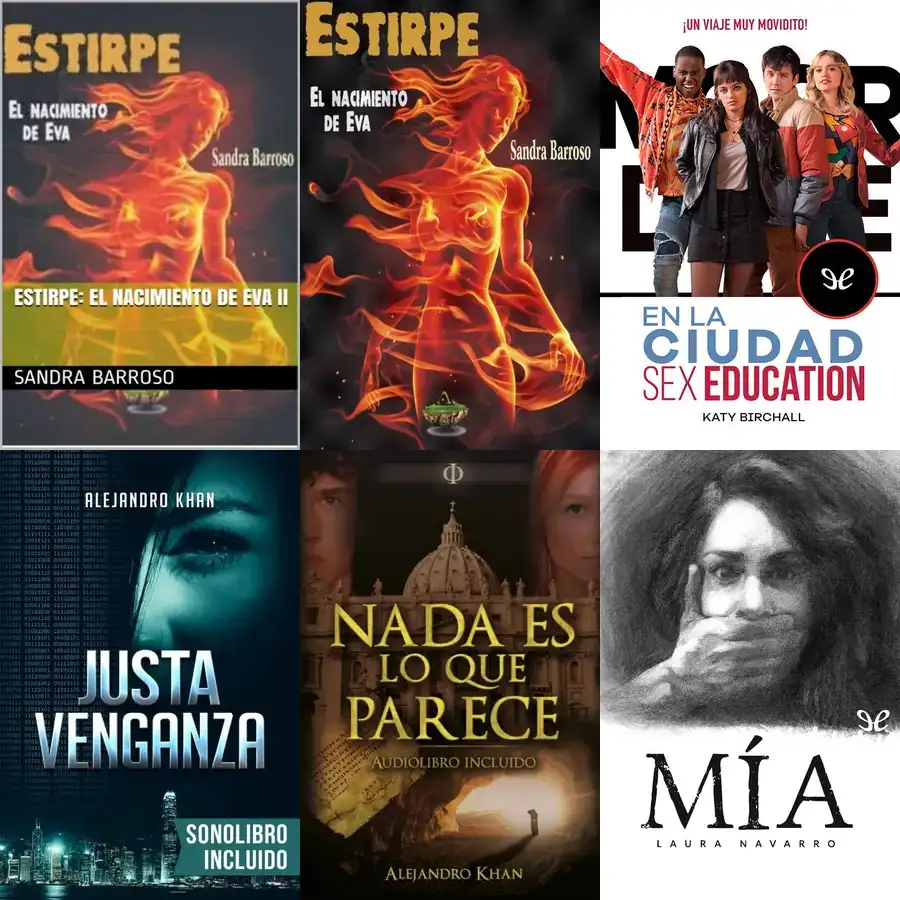 ESTIRPE
EL NACIMIENTO
DE EVA
Sandra Barroso
ESTIRPE: EL NACIMIENTO DE EVA II
SANDRA BARROSO
ESTIRPE
EL NACIMIENTO
DE EVA
Sandra Barroso
¡UN VIAJE MUY MOVIDITO!
EN LA
CIUDAD
SEX EDUCATION
KATY BIRCHALL
ALEJANDRO KHAN
JUSTA
VENGANZA
SONOLIBRO
INCLUIDO
Φ
NADA ES
LO QUE
PARECE
AUDIOLIBRO INCLUIDO
ALEJANDRO KHAN
MÍA
LAURA NAVARRO